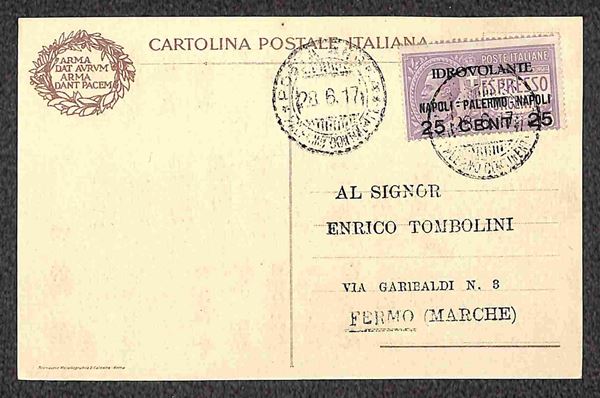 CARTOLINA POSTALE ITALIANA
ARMA
DAT AVRVM
ARMA
DANT PACEM
28.6.17
POSTE ITALIANE
ESPRESSO
IDROVOLANTE
NAPOLI - PALERMO - NAPOLI
25 CENT. 25
AL SIGNOR
ENRICO TOMBOLINI
VIA GARIBALDI N. 3
FERMO (MARCHE)
Roma